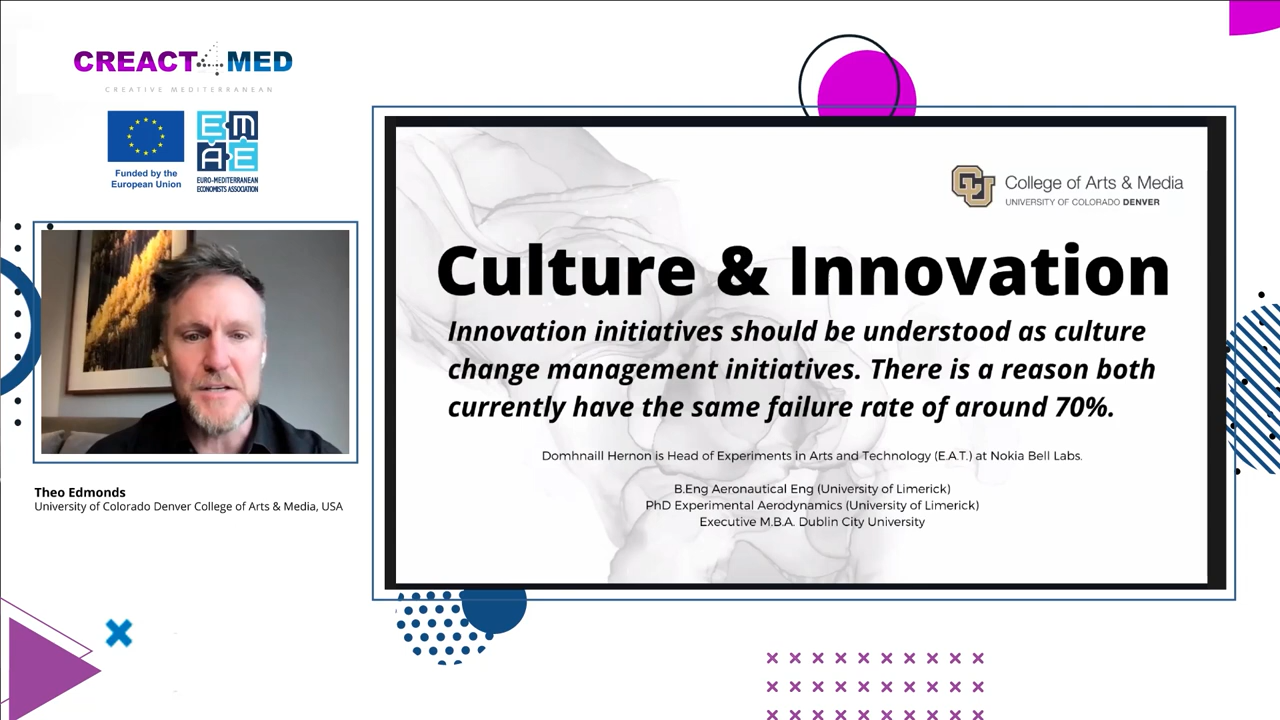 CREACT4MED
CREATIVE MEDITERRANEAN
Funded by the
European Union
EM
AE
EURO-MEDITERRANEAN
ECONOMISTS ASSOCIATION
Theo Edmonds
University of Colorado Denver College of Arts & Media, USA
CU
College of Arts & Media
UNIVERSITY OF COLORADO DENVER
Culture & Innovation
Innovation initiatives should be understood as culture
change management initiatives. There is a reason both
currently have the same failure rate of around 70%.
Domhnaill Hernon is Head of Experiments in Arts and Technology (E.A.T.) at Nokia Bell Labs.
B.Eng Aeronautical Eng (University of Limerick)
PhD Experimental Aerodynamics (University of Limerick)
Executive M.B.A. Dublin City University